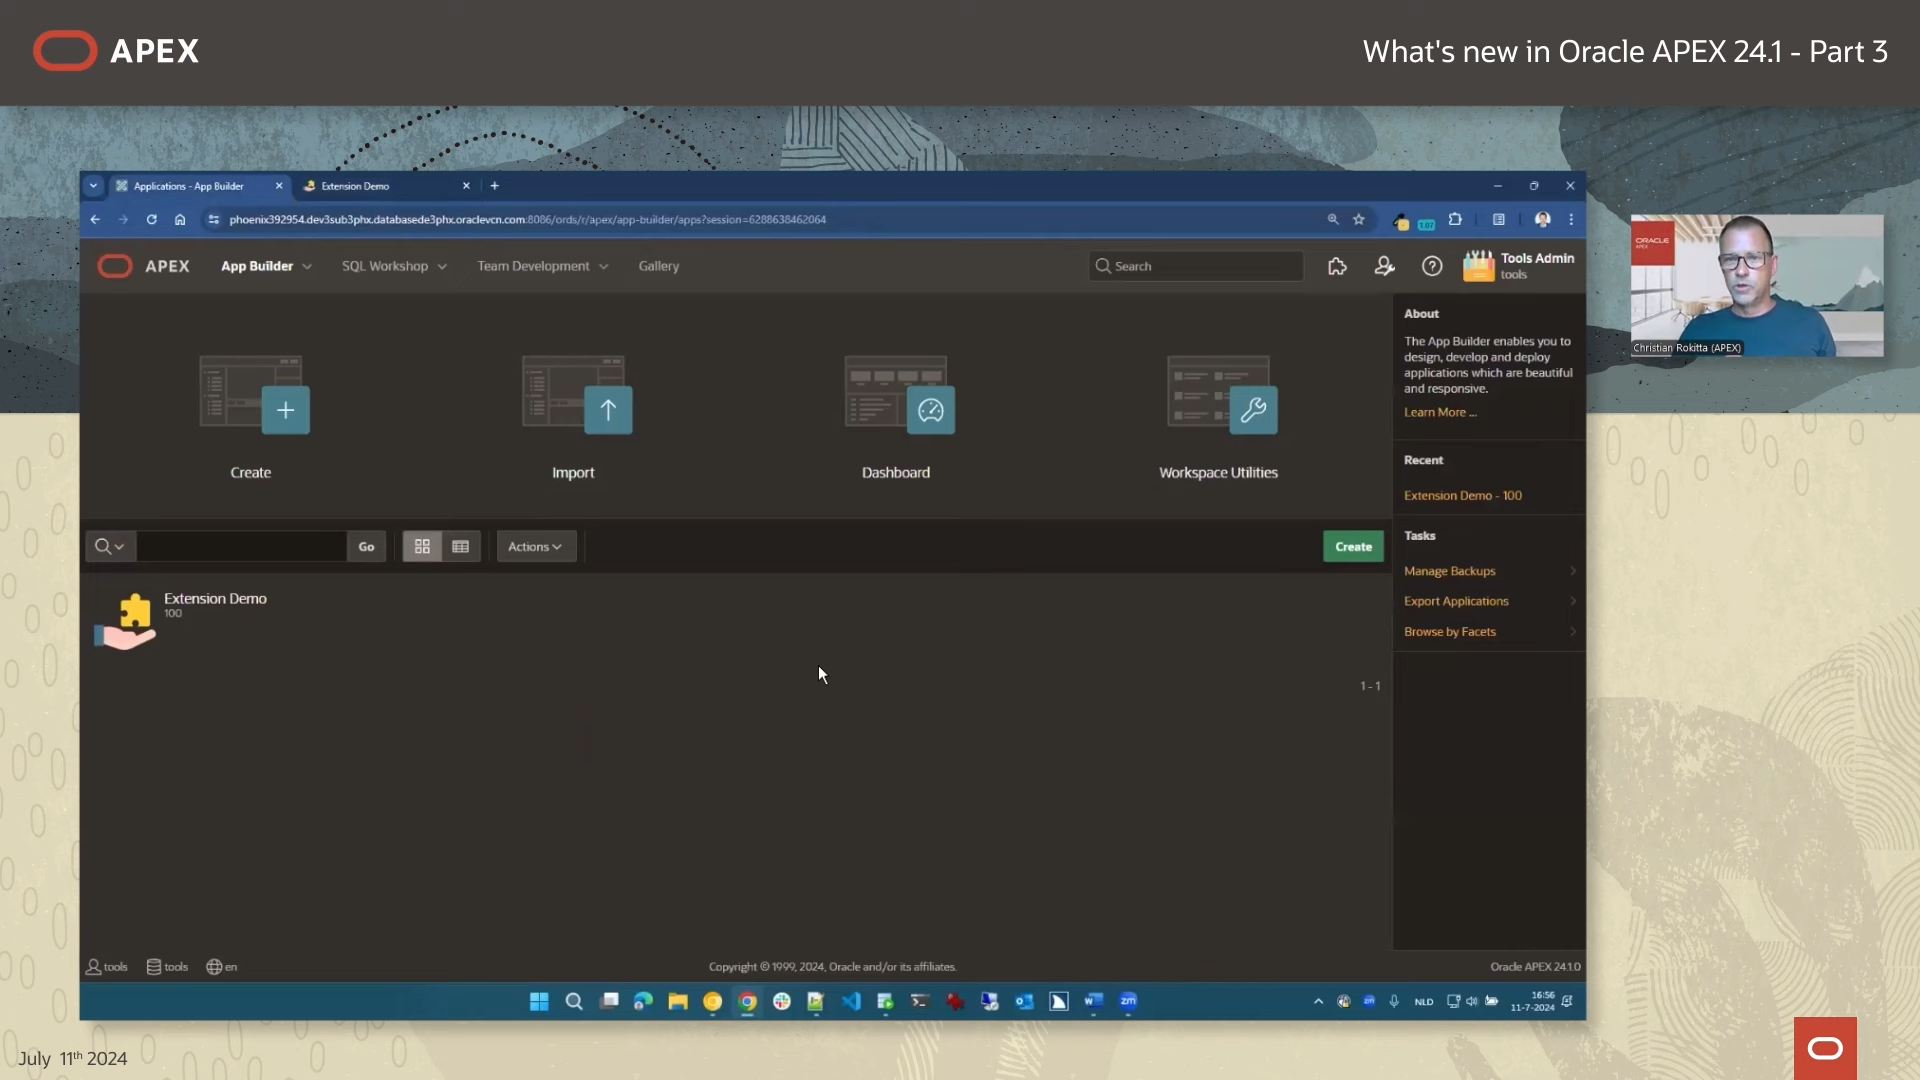 APEX
What's new in Oracle APEX 24.1 - Part 3
Applications - App Builder
Extension Demo
phoenix392954.dev3sub3phx.databasede3phx.oraclevcn.com:8086/ords/r/apex/app-builder/apps?session=6288638462064
APEX
App Builder
SQL Workshop
Team Development
Gallery
Search
Tools Admin
tools
ORACLE
APEX
Christian Rokitta (APEX)
Create
Import
Dashboard
Workspace Utilities
About
The App Builder enables you to
design, develop and deploy
applications which are beautiful
and responsive.
Learn More ...
Recent
Extension Demo - 100
Go
Actions
Create
Tasks
Manage Backups
Export Applications
Browse by Facets
Extension Demo
100
1 - 1
tools
tools
en
Copyright © 1999, 2024, Oracle and/or its affiliates.
Oracle APEX 24.1.0
zm
NLD
16:56
11-7-2024
July 11th 2024